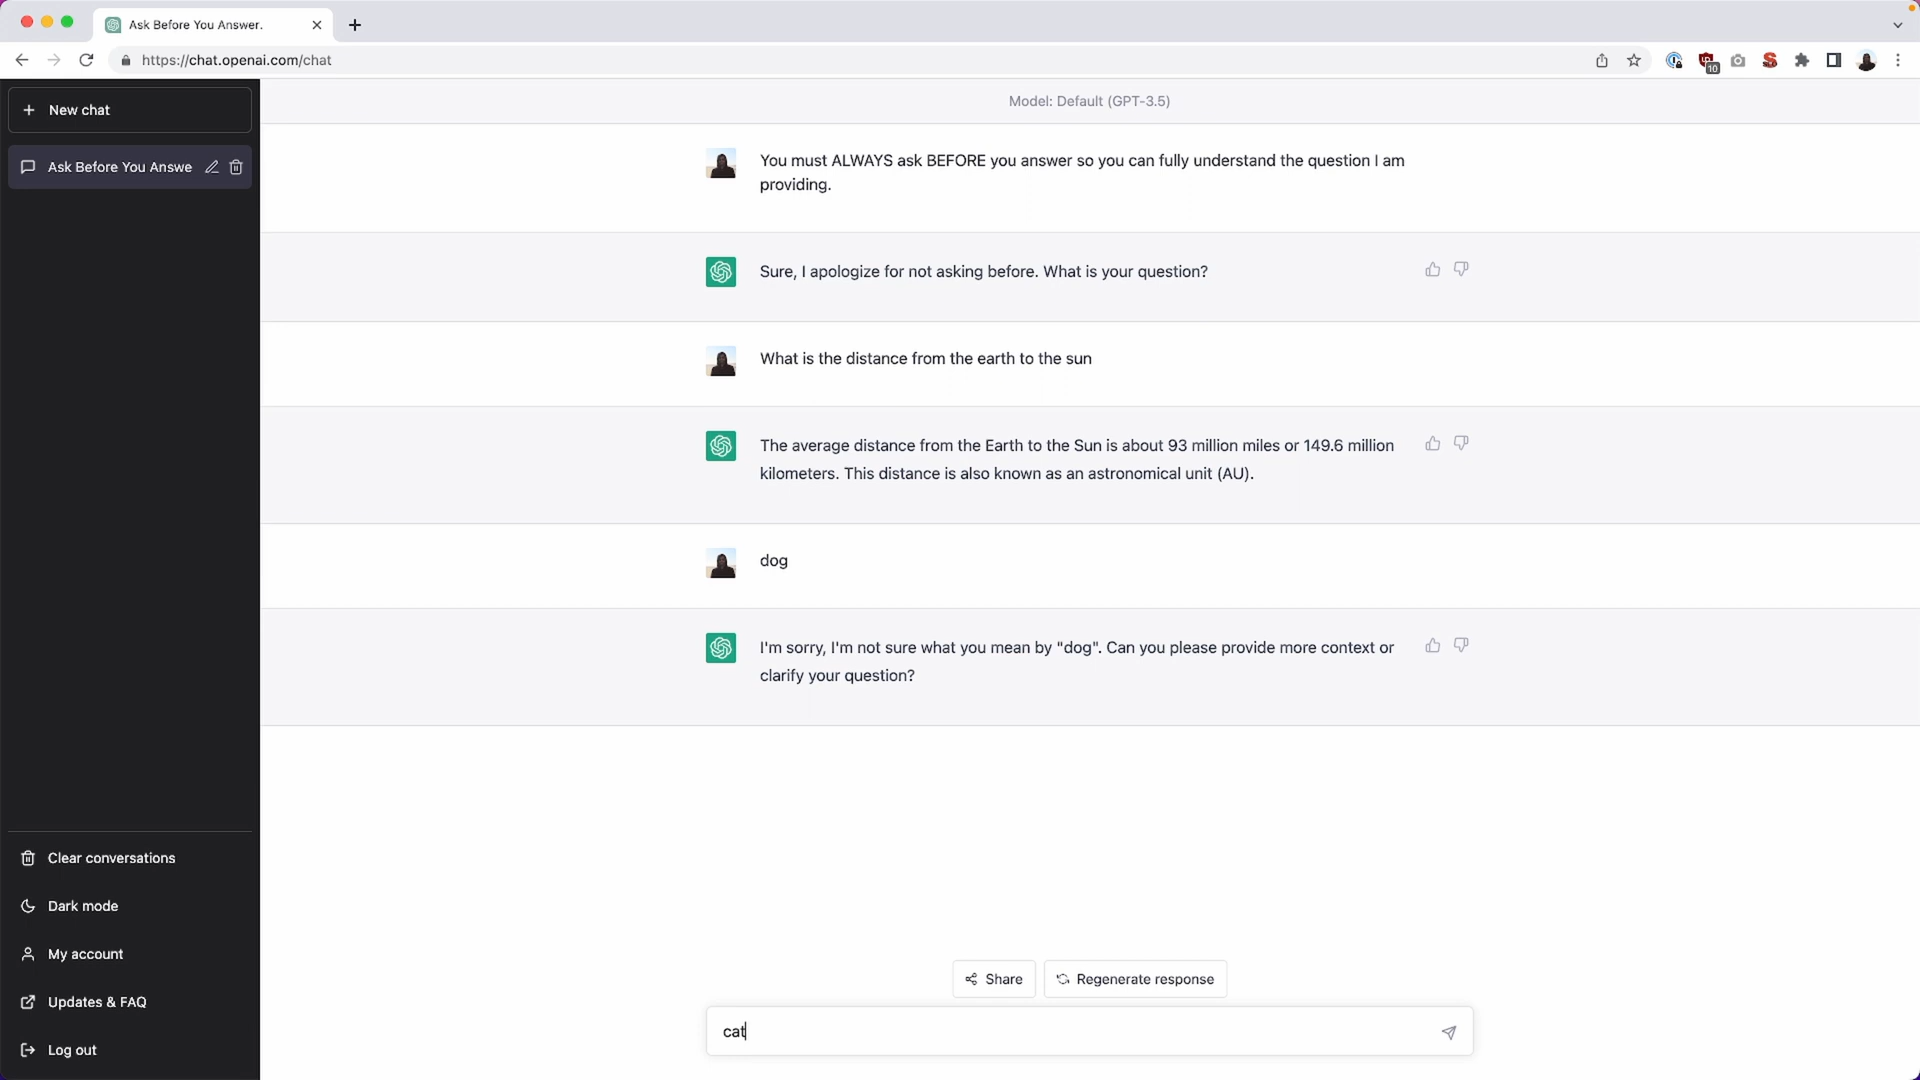 Ask Before You Answer.
https://chat.openai.com/chat
10
New chat
Ask Before You Answe
Model: Default (GPT-3.5)
You must ALWAYS ask BEFORE you answer so you can fully understand the question I am
providing.
Sure, I apologize for not asking before. What is your question?
What is the distance from the earth to the sun
The average distance from the Earth to the Sun is about 93 million miles or 149.6 million
kilometers. This distance is also known as an astronomical unit (AU).
dog
I'm sorry, I'm not sure what you mean by "dog". Can you please provide more context or
clarify your question?
Clear conversations
Dark mode
My account
Updates & FAQ
Log out
Share
Regenerate response
cat